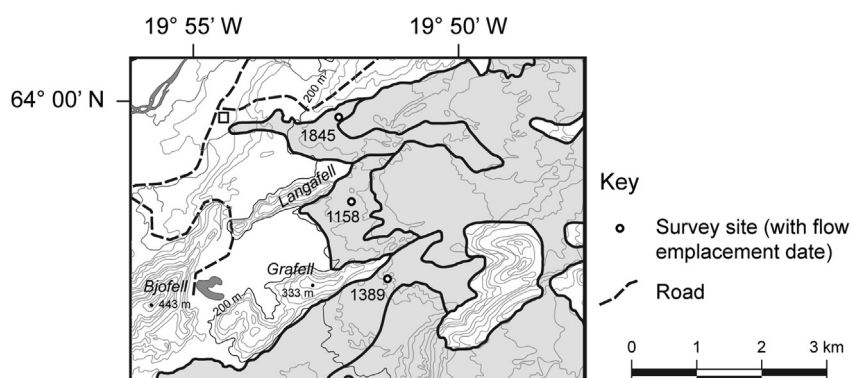 19° 55’ W
19° 50’ W
64° 00’ N
200 m
1845
Langafell
1158
Grafell
333 m
1389
Bjofell
443 m
200 m
Key
Survey site (with flow
emplacement date)
Road
0
1
2
3 km